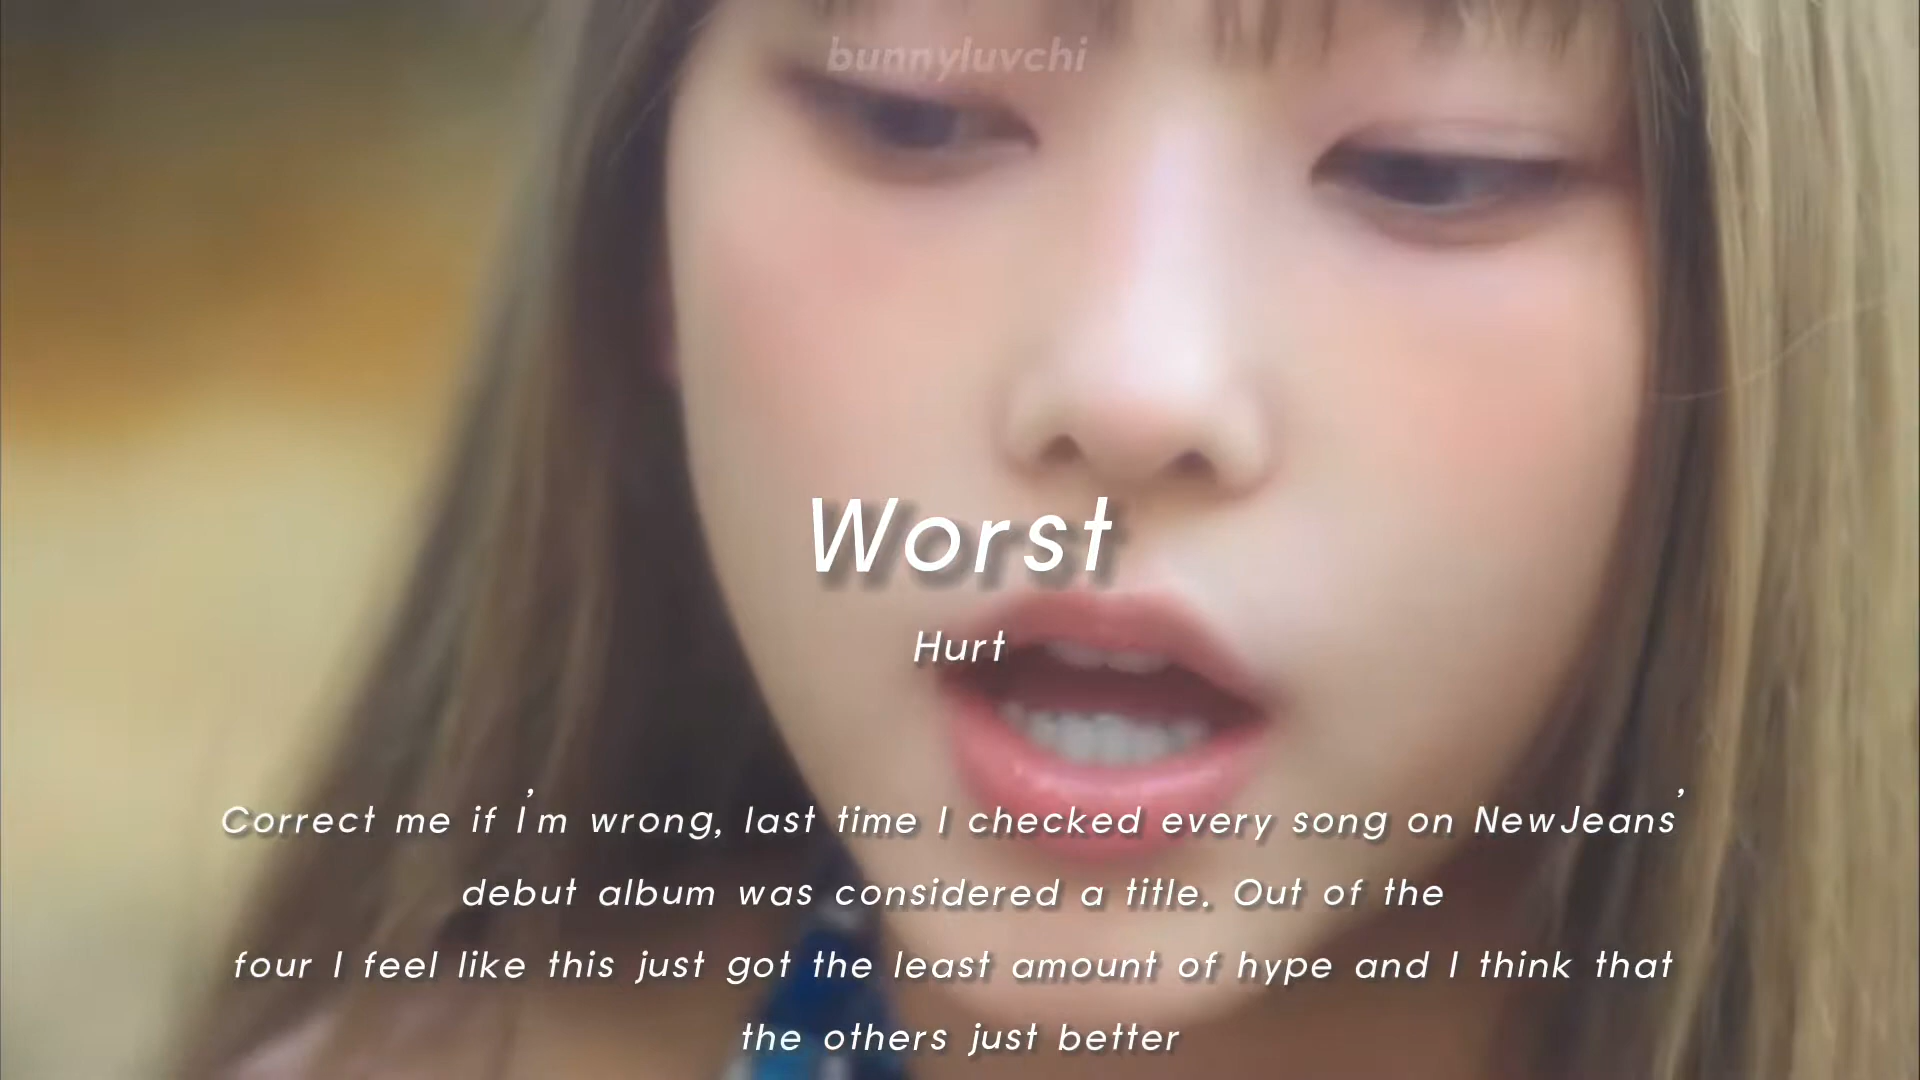 bunnyluvchi
Worst
Hurt
Correct me if I'm wrong, last time I checked every song on NewJeans'
debut album was considered a title. Out of the
four I feel like this just got the least amount of hype and I think that
the others just better